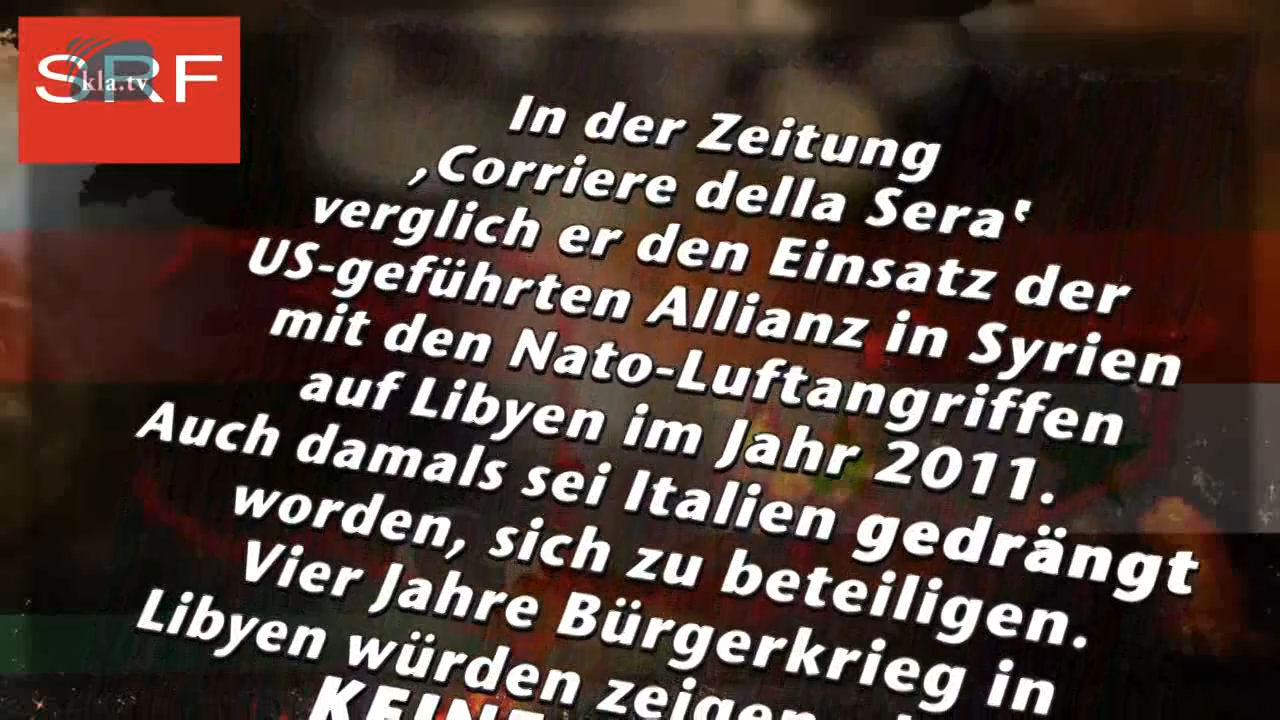 SRF
kla.tv
In der Zeitung
‚Corriere della Sera‛
verglich er den Einsatz der
US-geführten Allianz in Syrien
mit den Nato-Luftangriffen
auf Libyen im Jahr 2011.
Auch damals sei Italien gedrängt
worden, sich zu beteiligen.
Vier Jahre Bürgerkrieg in
Libyen würden zeigen